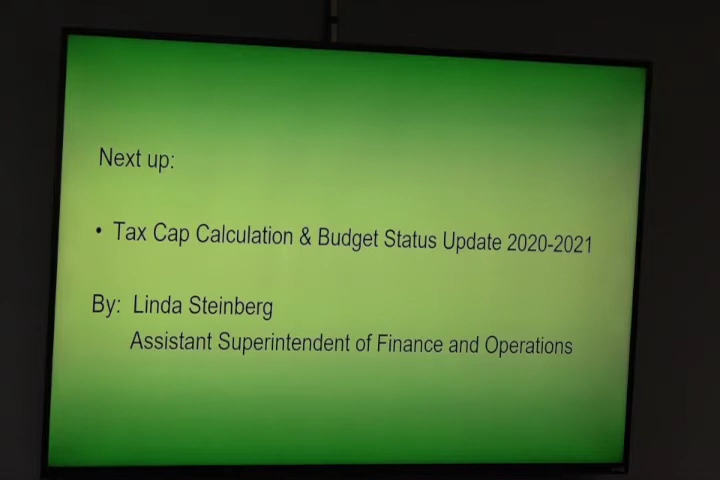 Next up:
• Tax Cap Calculation & Budget Status Update 2020-2021
By: Linda Steinberg
Assistant Superintendent of Finance and Operations